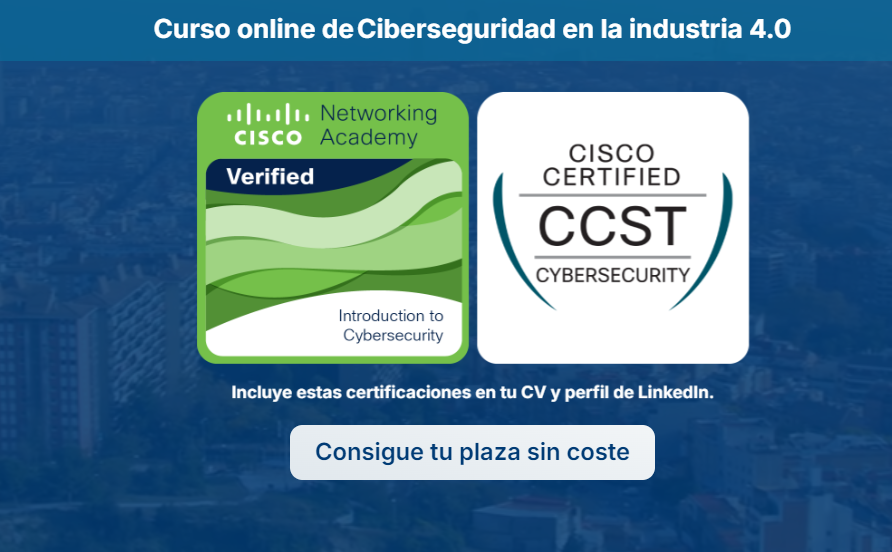 Curso online de Ciberseguridad en la industria 4.0
CISCO
Networking
Academy
Verified
Introduction to
Cybersecurity
CISCO
CERTIFIED
CCST
CYBERSECURITY
Incluye estas certificaciones en tu CV y perfil de LinkedIn.
Consigue tu plaza sin coste